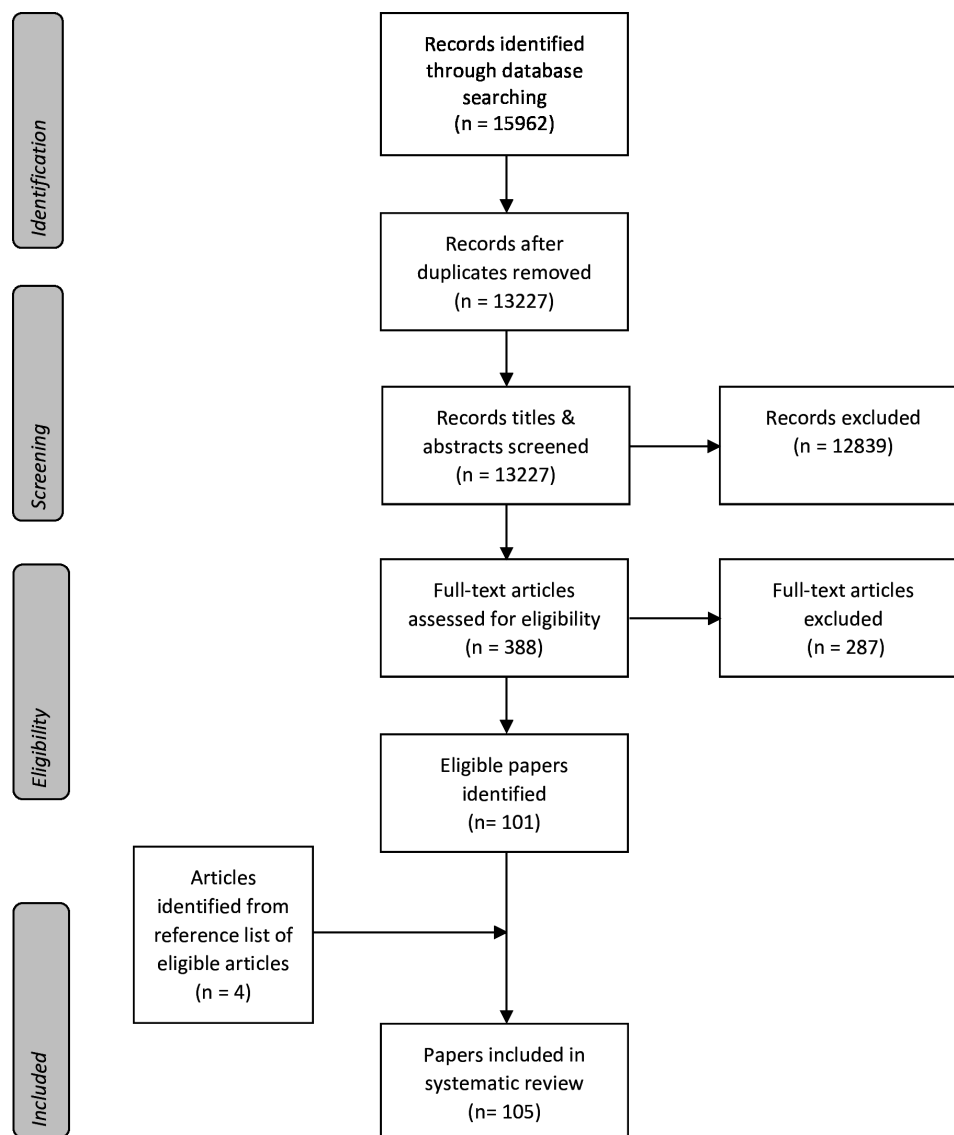 Identification
Records identified
through database
searching
(n = 15962)
Records after
duplicates removed
(n = 13227)
Screening
Records titles &
abstracts screened
(n = 13227)
Records excluded
(n = 12839)
Eligibility
Full-text articles
assessed for eligibility
(n = 388)
Full-text articles
excluded
(n = 287)
Eligible papers
identified
(n= 101)
Articles
identified from
reference list of
eligible articles
(n = 4)
Included
Papers included in
systematic review
(n= 105)